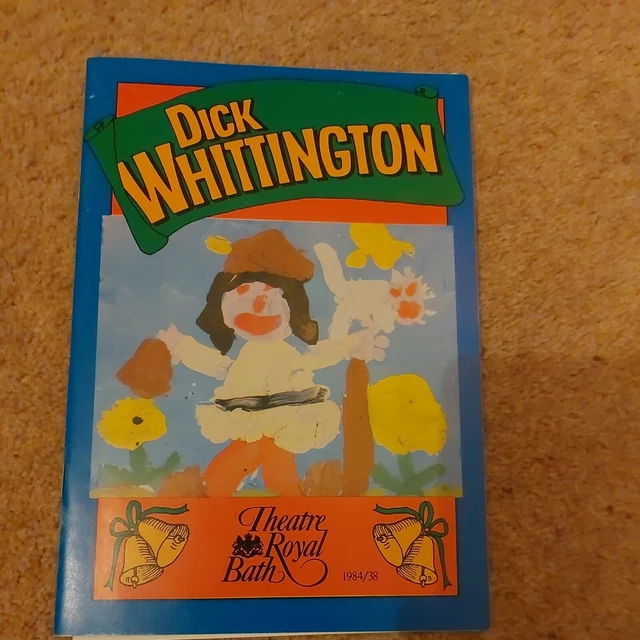 DICK
WHITTINGTON
Theatre
Royal
Bath
1984/38